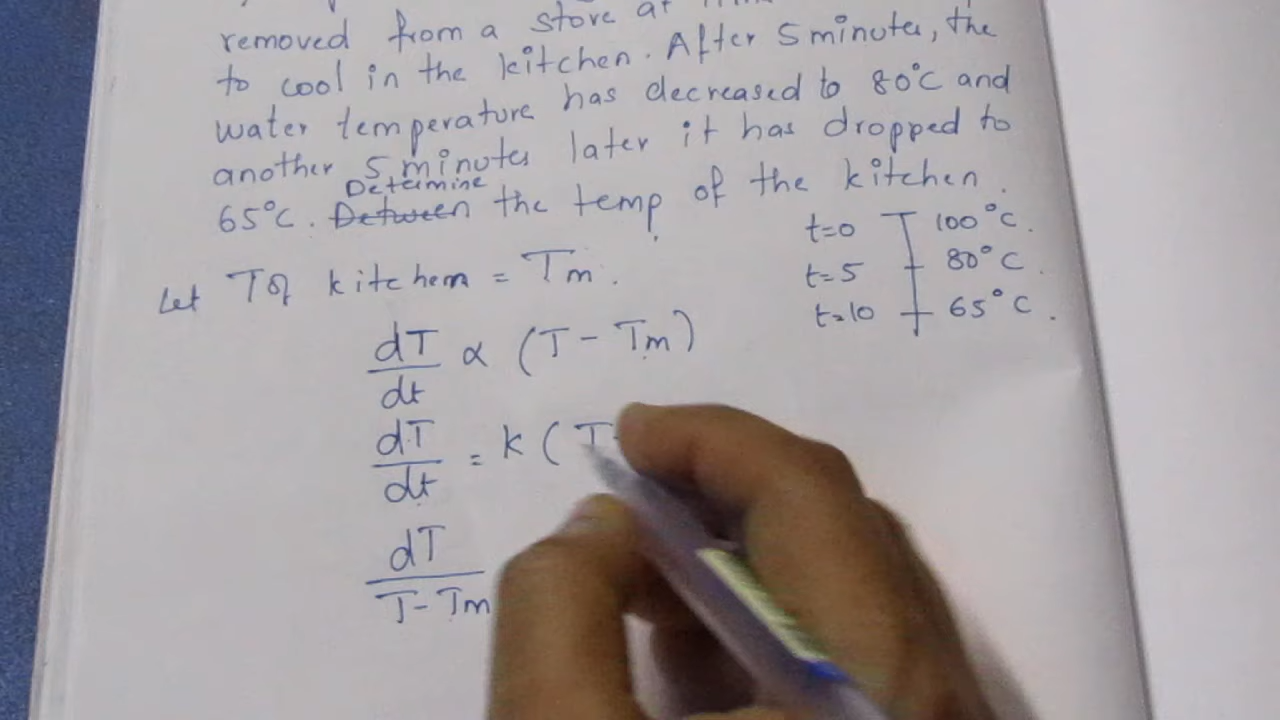 removed from a stove at
to cool in the kitchen. After 5 minutes, the
water temperature has decreased to 80°C and
another 5 minutes later it has dropped to
Determine
65°C. Between the temp of the kitchen.
t=0 T 100°C.
t=5 80°C.
t=10 65°C.
Let T of kitchen = Tm.
dT/dt ∝ (T - Tm)
dT/dt = k (T
dT/T-Tm